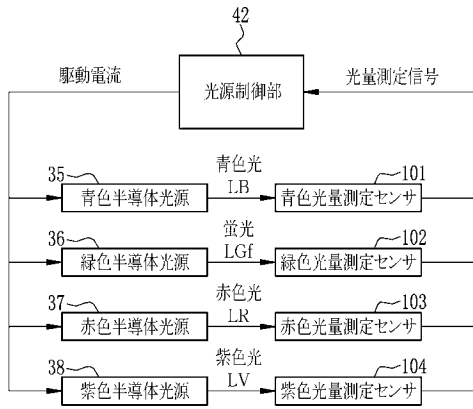 42
駆動電流
光源制御部
光量測定信号
35
青色半導体光源
青色光
LB
101
青色光量測定センサ
36
緑色半導体光源
蛍光
LGf
102
緑色光量測定センサ
37
赤色半導体光源
赤色光
LR
103
赤色光量測定センサ
38
紫色半導体光源
紫色光
LV
104
紫色光量測定センサ